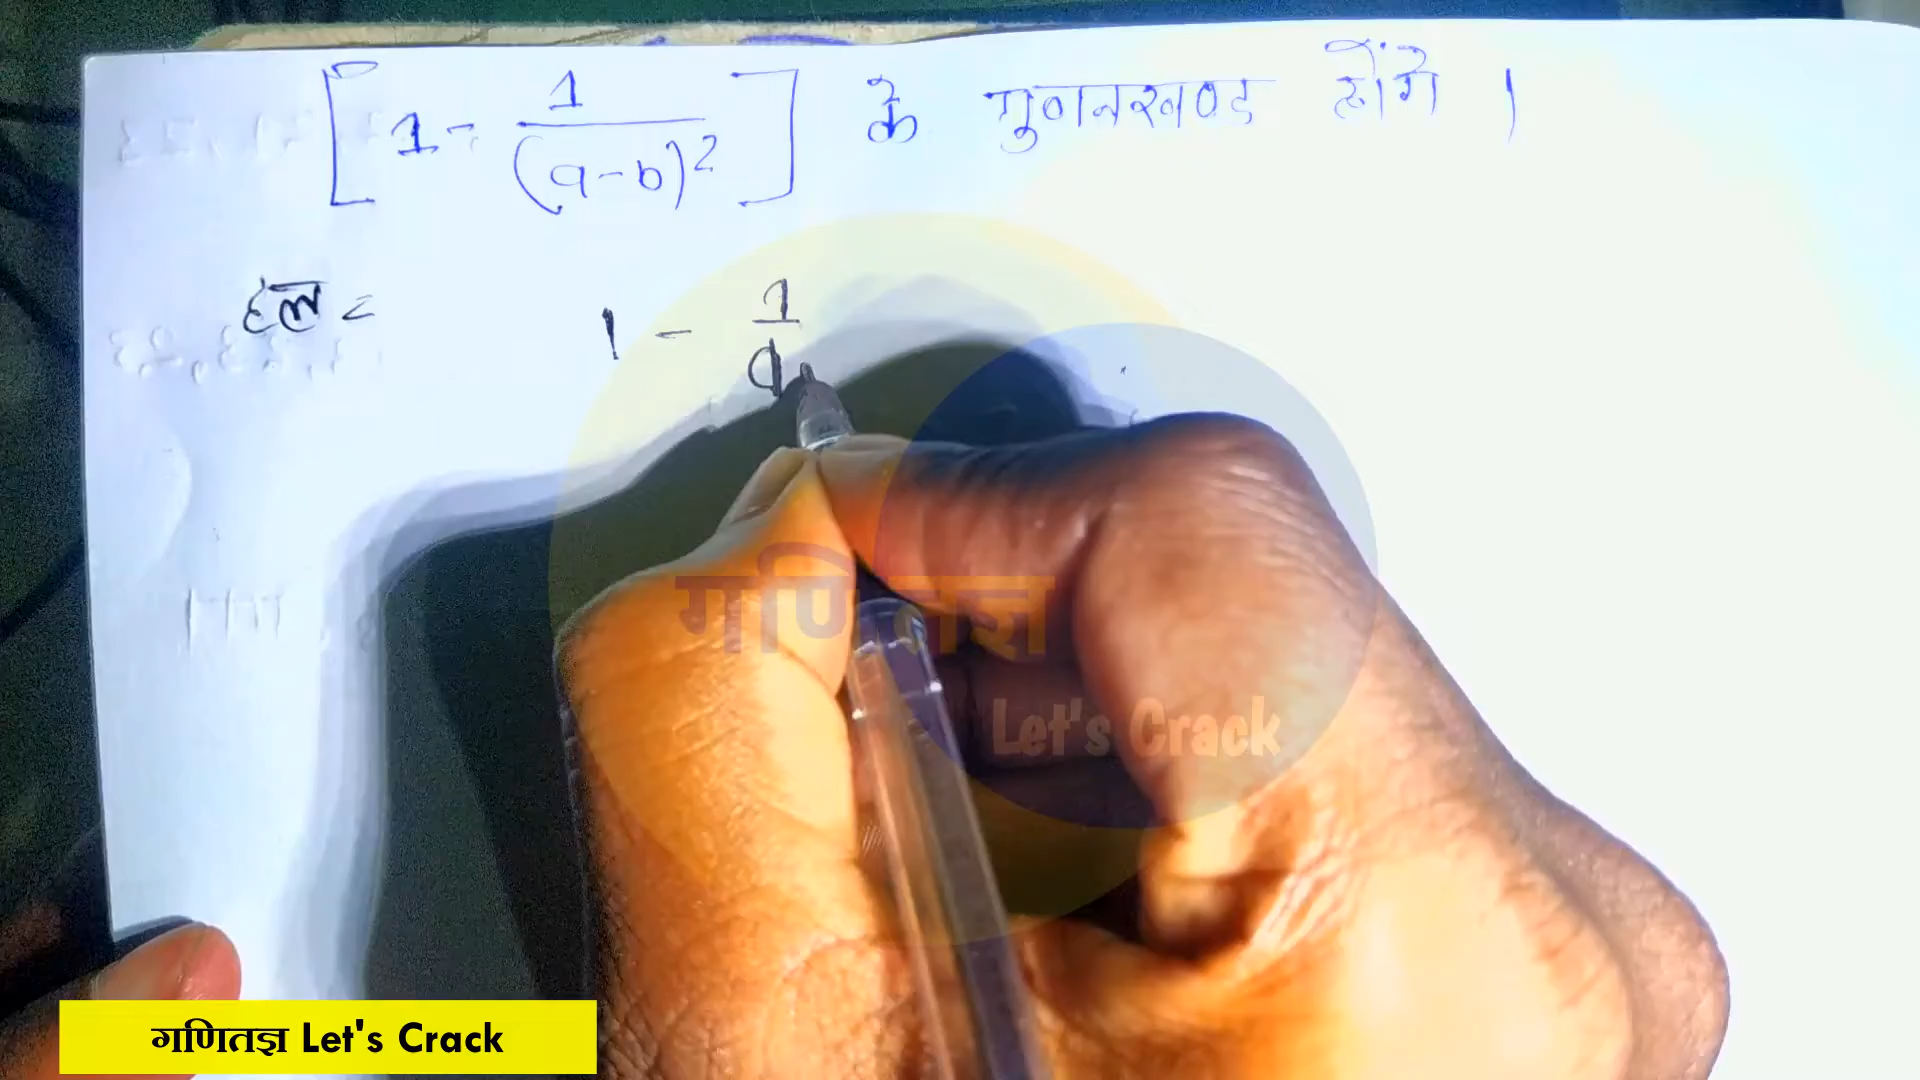 [1 - 1/(a-b)²] के गुणनखण्ड होंगे ।
हल = 1 - 1/a
गणितज्ञ
Let's Crack
गणितज्ञ Let's Crack